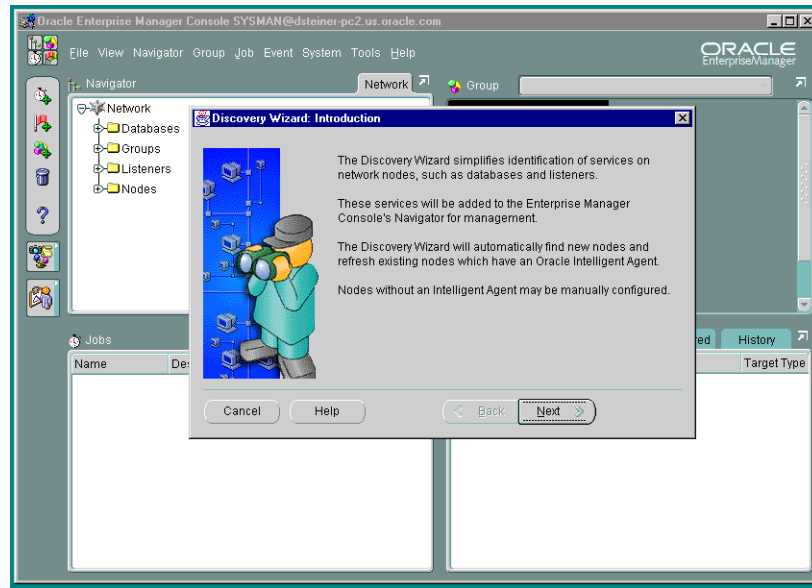 Oracle Enterprise Manager Console SYSMAN@dsteiner-pc2.us.oracle.com
File View Navigator Group Job Event System Tools Help
ORACLE
EnterpriseManager
Navigator
Network
Group
Network
Databases
Groups
Listeners
Nodes
Discovery Wizard: Introduction
The Discovery Wizard simplifies identification of services on
network nodes, such as databases and listeners.
These services will be added to the Enterprise Manager
Console's Navigator for management.
The Discovery Wizard will automatically find new nodes and
refresh existing nodes which have an Oracle Intelligent Agent.
Nodes without an Intelligent Agent may be manually configured.
Cancel Help Back Next
Jobs
History
Name
Target Type